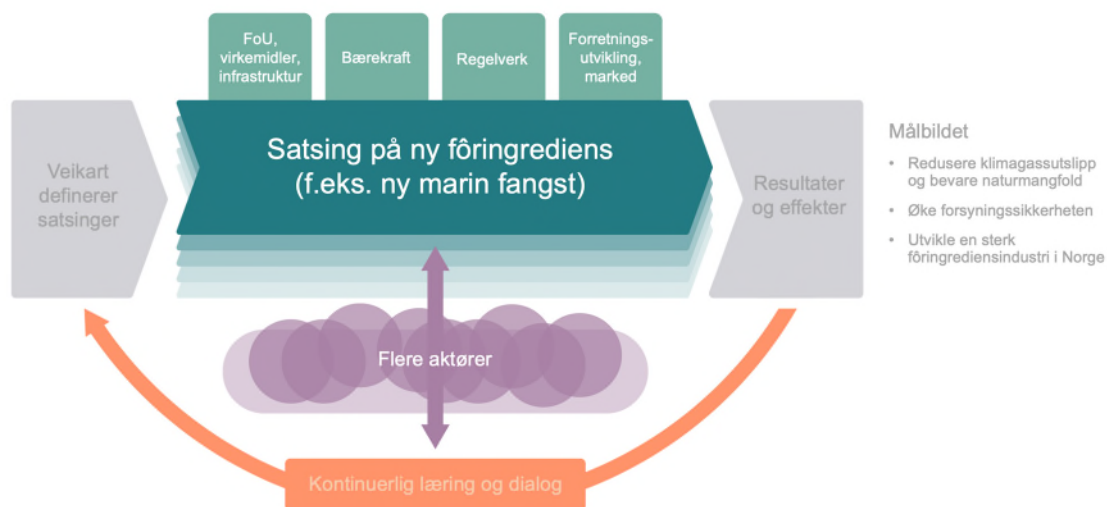 FoU,
virkemidler,
infrastruktur
Bærekraft
Regelverk
Forretnings-
utvikling,
marked
Veikart
definerer
satsinger
Satsing på ny fôringrediens
(f.eks. ny marin fangst)
Resultater
og effekter
Målbildet
• Redusere klimagassutslipp
og bevare naturmangfold
• Øke forsyningssikkerheten
• Utvikle en sterk
fôringrediensindustri i Norge
Flere aktører
Kontinuerlig læring og dialog